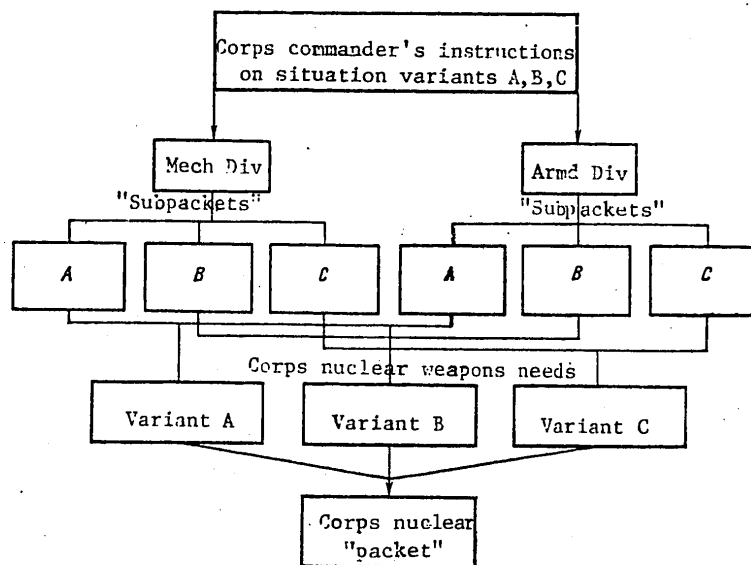 Corps commander's instructions
on situation variants A,B,C
Mech Div
Armd Div
"Subpackets"
"Subpackets"
A
B
C
A
B
C
Corps nuclear weapons needs
Variant A
Variant B
Variant C
Corps nuclear
"packet"